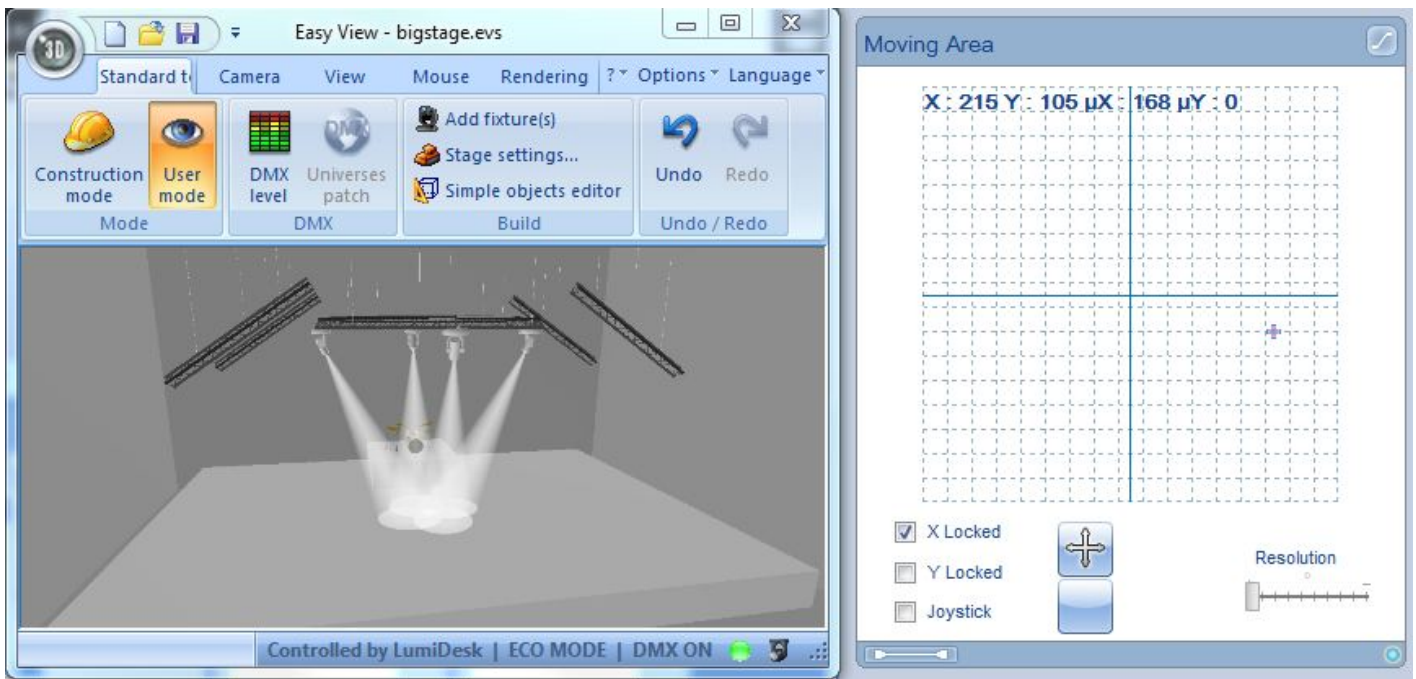 3D
Easy View - bigstage.evs
Standard t
Camera
View
Mouse
Rendering
?
Options
Language
Construction
mode
User
mode
Mode
DMX
level
Universes
patch
DMX
Add fixture(s)
Stage settings...
Simple objects editor
Build
Undo
Redo
Undo / Redo
Controlled by LumiDesk | ECO MODE | DMX ON
Moving Area
X : 215 Y : 105 µX : 168 µY : 0
X Locked
Y Locked
Joystick
Resolution